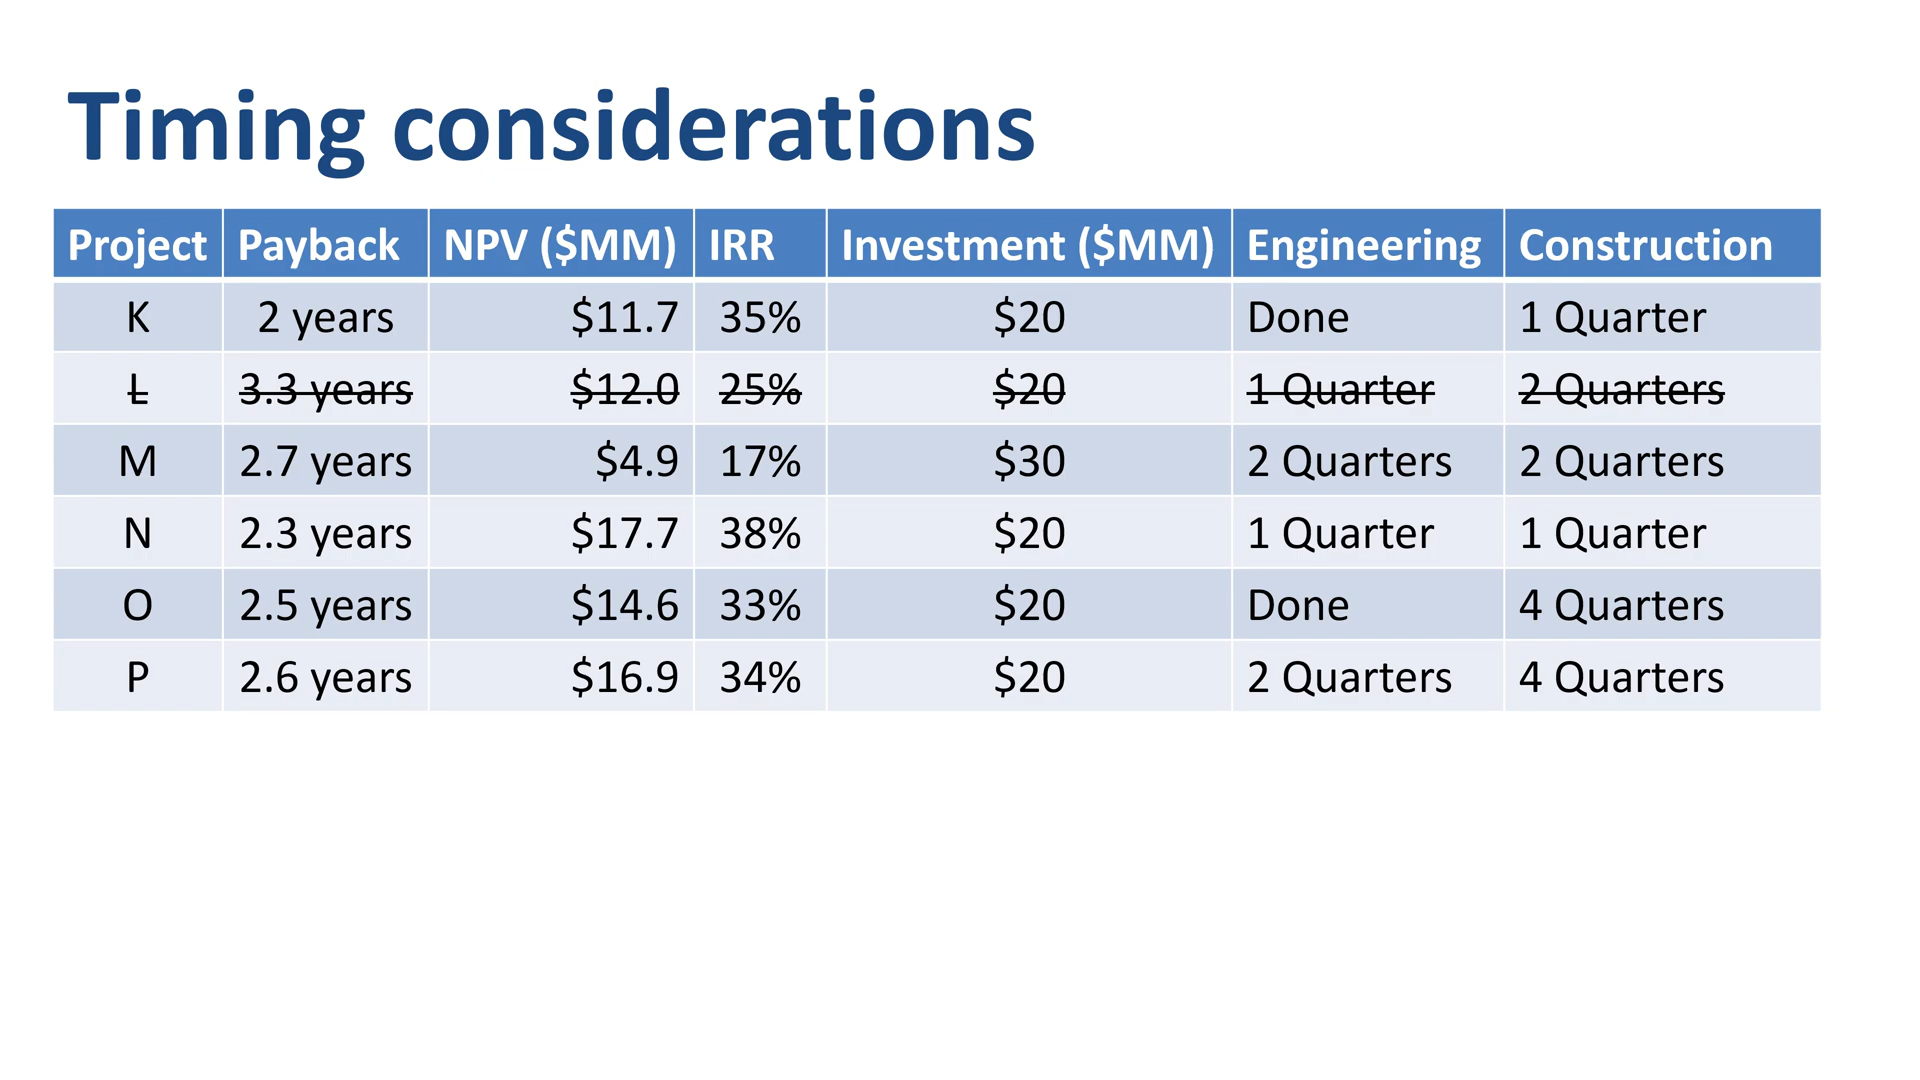 Timing considerations
Project Payback NPV ($MM) IRR Investment ($MM) Engineering Construction
K 2 years $11.7 35% $20 Done 1 Quarter
L 3.3 years $12.0 25% $20 1 Quarter 2 Quarters
M 2.7 years $4.9 17% $30 2 Quarters 2 Quarters
N 2.3 years $17.7 38% $20 1 Quarter 1 Quarter
O 2.5 years $14.6 33% $20 Done 4 Quarters
P 2.6 years $16.9 34% $20 2 Quarters 4 Quarters